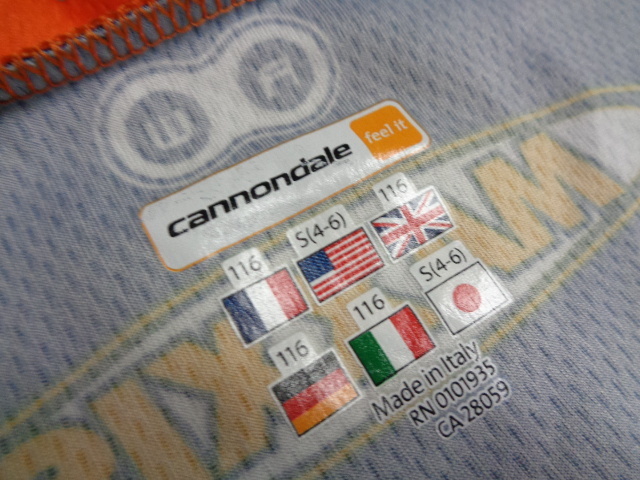 cannondale feel it
116 S(4-6) 116
116 116 S(4-6)
Made in Italy
RN 0101935
CA 28059